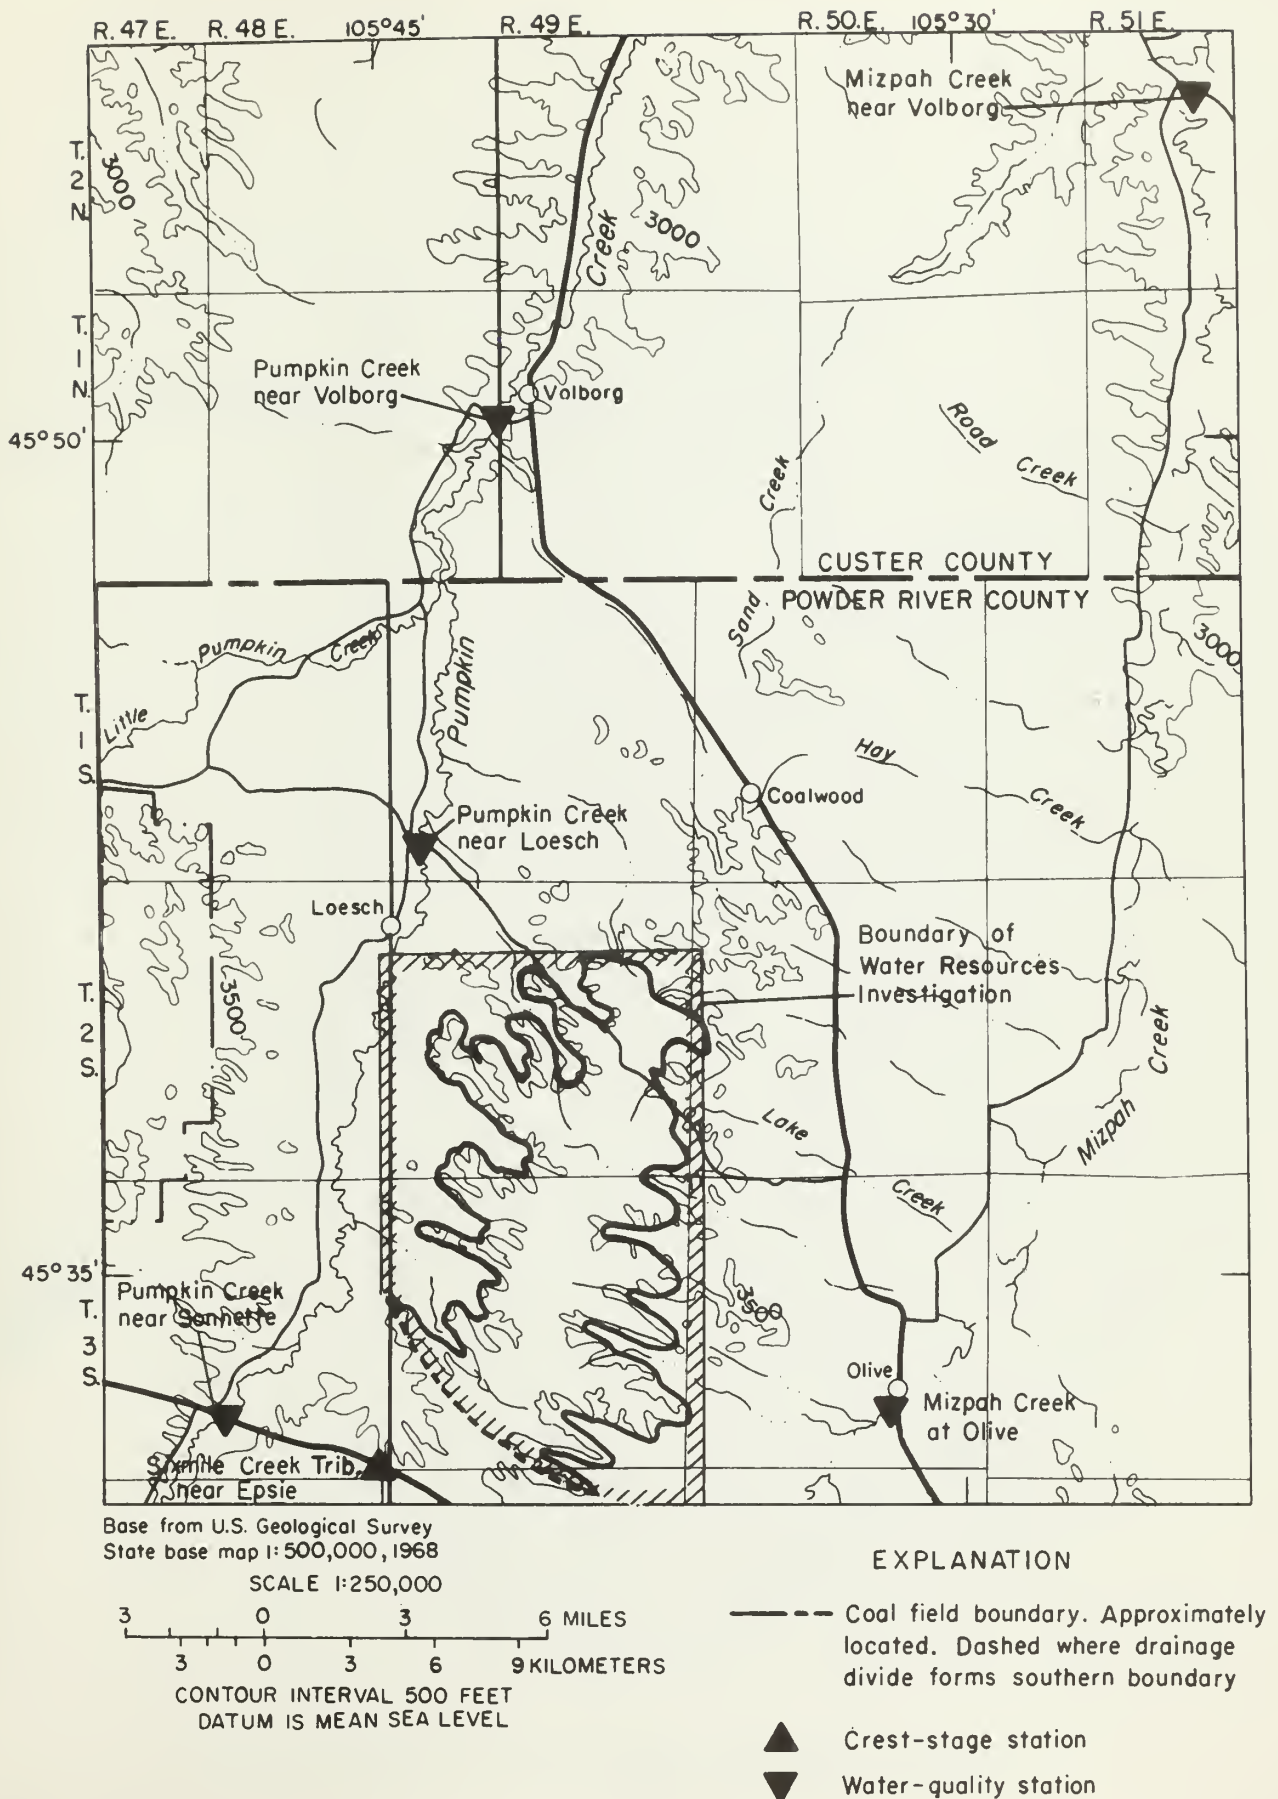 R. 47 E. R. 48 E. 105°45' R. 49 E. R. 50 E. 105°30' R. 51 E.
Mizpah Creek
near Volborg
T.
2
N.
3000
Creek
3000
T.
1
N.
Pumpkin Creek
near Volborg
Volborg
45°50'
Road Creek
Creek
CUSTER COUNTY
POWDER RIVER COUNTY
Sand
3000
Little Pumpkin Creek
Pumpkin
T.
1
S.
Hay Creek
Coalwood
Pumpkin Creek
near Loesch
Loesch
Boundary of
Water Resources
Investigation
T.
2
S.
3500
Mizpah Creek
Lake Creek
45°35'
Pumpkin Creek
near Sonnette
T.
3
S.
3500
Olive
Mizpah Creek
at Olive
Sixmile Creek Trib.
near Epsie
Base from U.S. Geological Survey
State base map 1:500,000, 1968
SCALE 1:250,000
3 0 3 6 MILES
3 0 3 6 9 KILOMETERS
CONTOUR INTERVAL 500 FEET
DATUM IS MEAN SEA LEVEL
EXPLANATION
Coal field boundary. Approximately
located. Dashed where drainage
divide forms southern boundary
Crest-stage station
Water-quality station